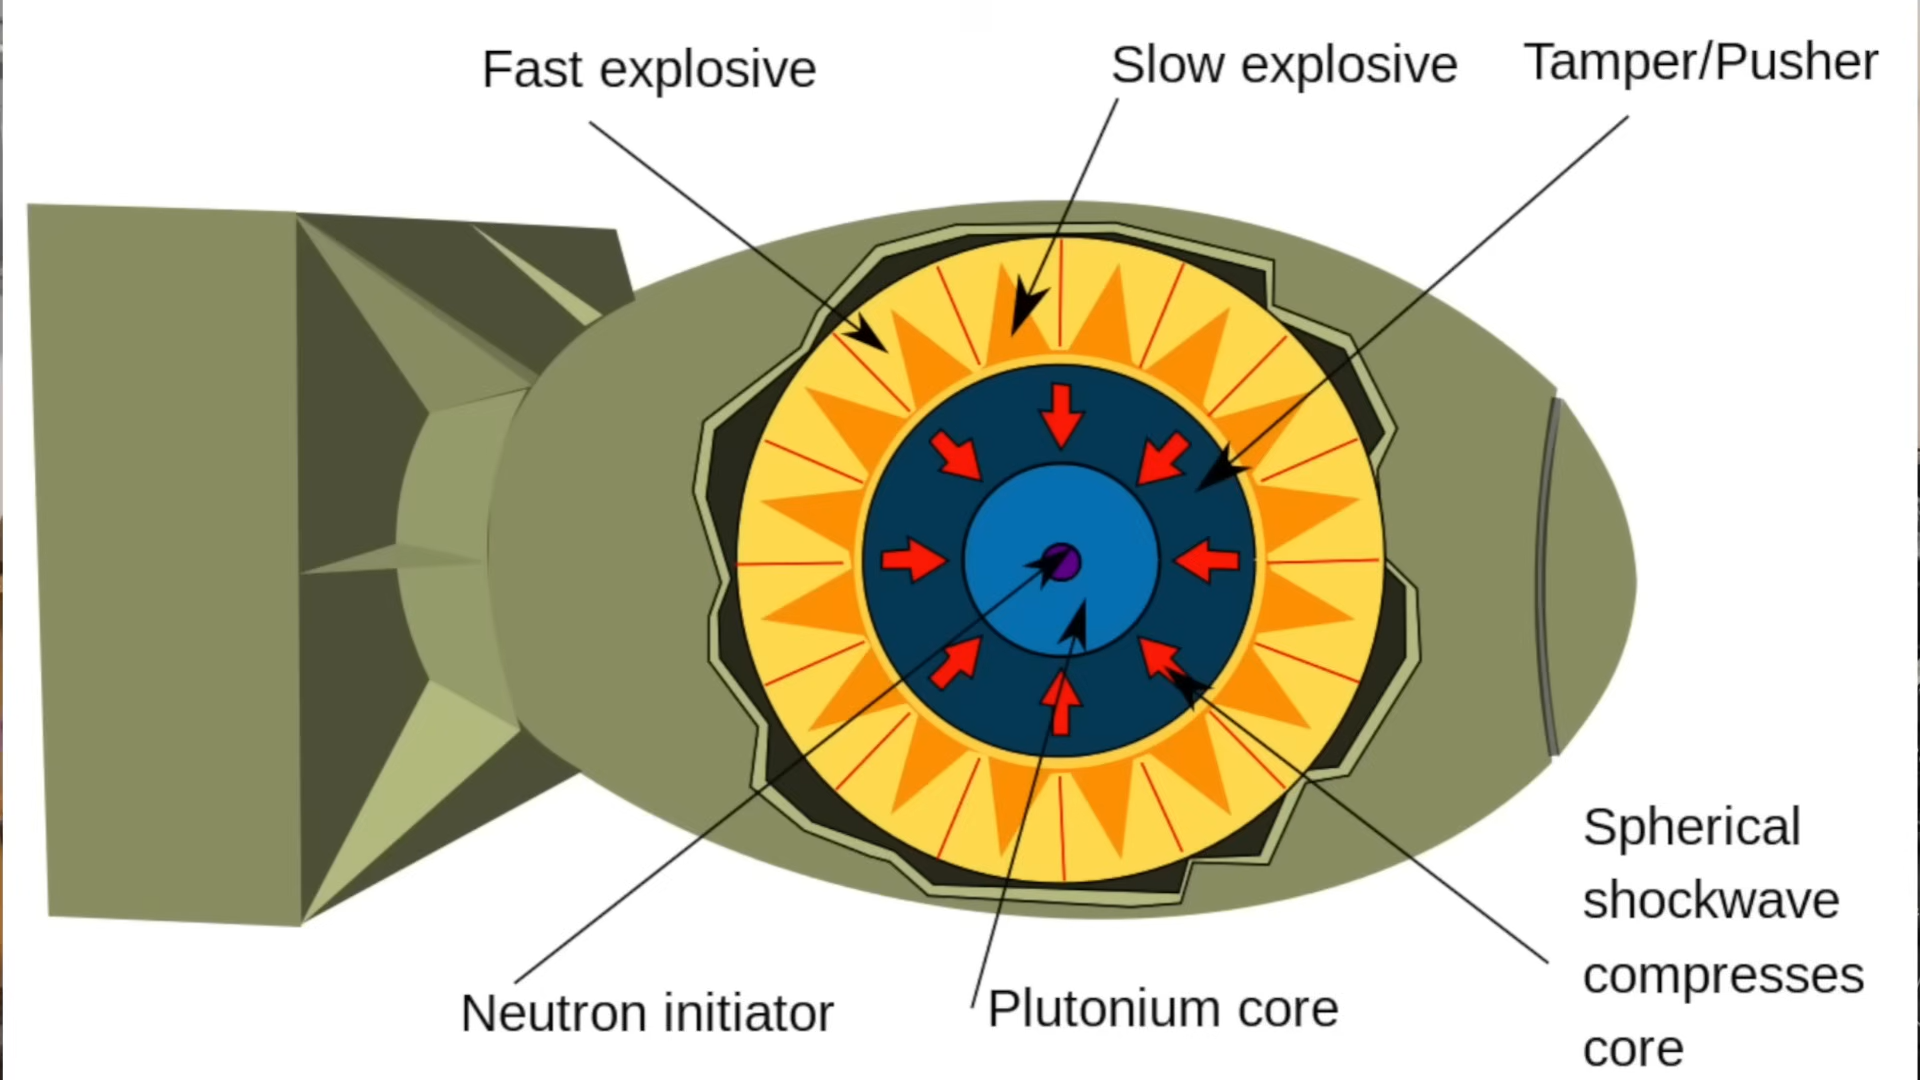 Fast explosive
Slow explosive
Tamper/Pusher
Neutron initiator
Plutonium core
Spherical
shockwave
compresses
core